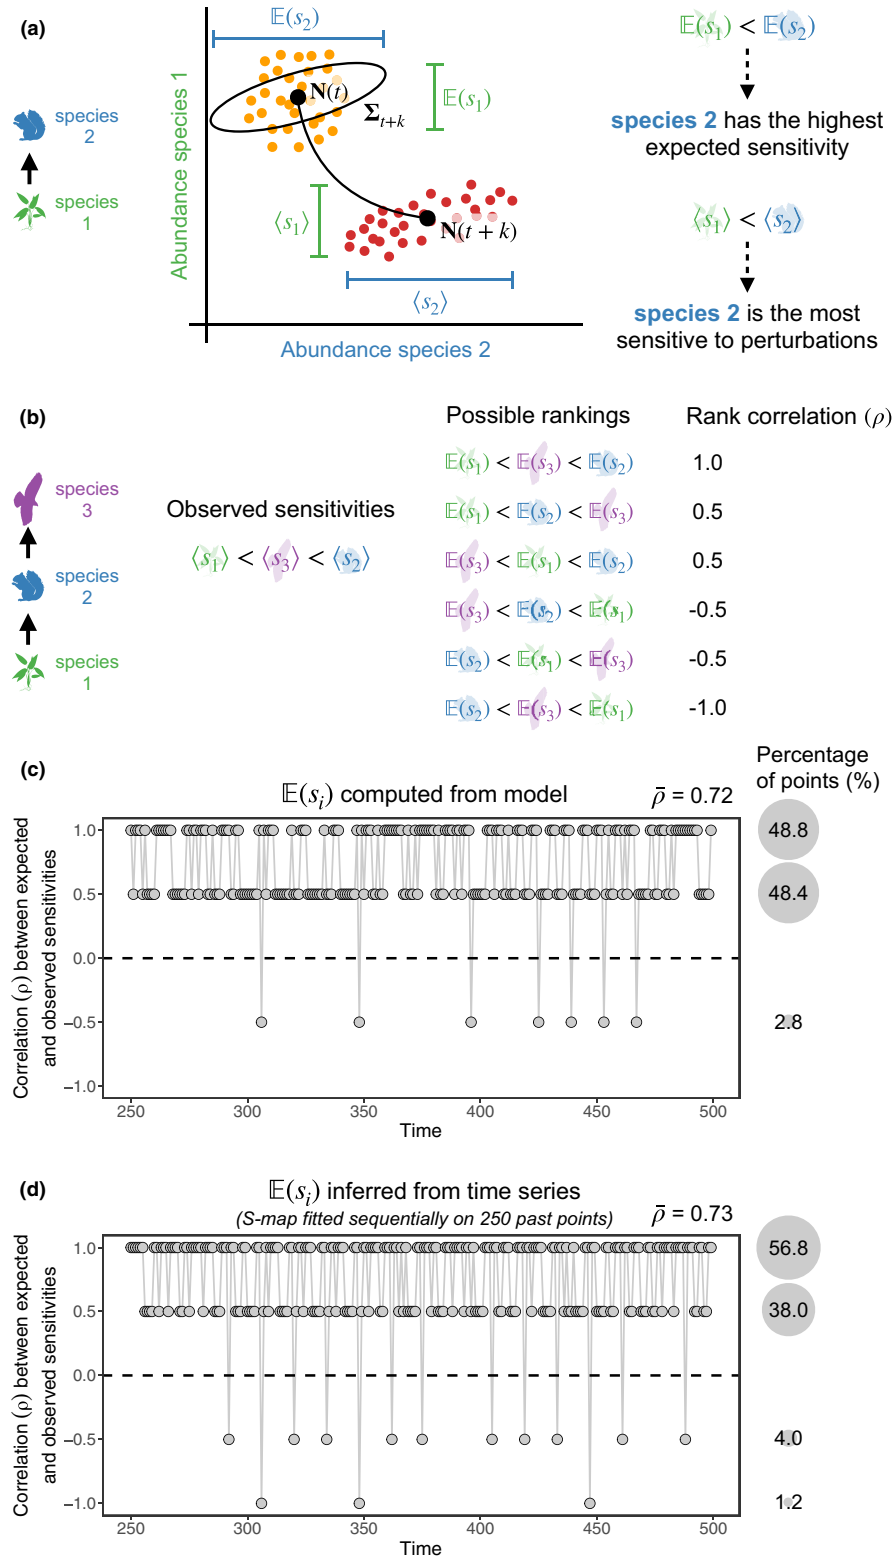 (a)
𝔼(s₂)
𝔼(s₁) < 𝔼(s₂)
Abundance species 1
N(t)
𝔼(s₁)
Σₜ₊ₖ
species 2 has the highest
expected sensitivity
species
2
species
1
⟨s₁⟩
N(t + k)
⟨s₁⟩ < ⟨s₂⟩
⟨s₂⟩
species 2 is the most
sensitive to perturbations
Abundance species 2
(b)
Possible rankings
Rank correlation (ρ)
species
3
species
2
species
1
Observed sensitivities
⟨s₁⟩ < ⟨s₃⟩ < ⟨s₂⟩
𝔼(s₁) < 𝔼(s₃) < 𝔼(s₂) 1.0
𝔼(s₁) < 𝔼(s₂) < 𝔼(s₃) 0.5
𝔼(s₃) < 𝔼(s₁) < 𝔼(s₂) 0.5
𝔼(s₃) < 𝔼(s₂) < 𝔼(s₁) -0.5
𝔼(s₂) < 𝔼(s₁) < 𝔼(s₃) -0.5
𝔼(s₂) < 𝔼(s₃) < 𝔼(s₁) -1.0
(c)
𝔼(sᵢ) computed from model
ρ̄ = 0.72
Percentage
of points (%)
Correlation (ρ) between expected
and observed sensitivities
1.0
0.5
0.0
−0.5
−1.0
48.8
48.4
2.8
250 300 350 400 450 500
Time
(d)
𝔼(sᵢ) inferred from time series
(S-map fitted sequentially on 250 past points)
ρ̄ = 0.73
Correlation (ρ) between expected
and observed sensitivities
1.0
0.5
0.0
−0.5
−1.0
56.8
38.0
4.0
1.2
250 300 350 400 450 500
Time